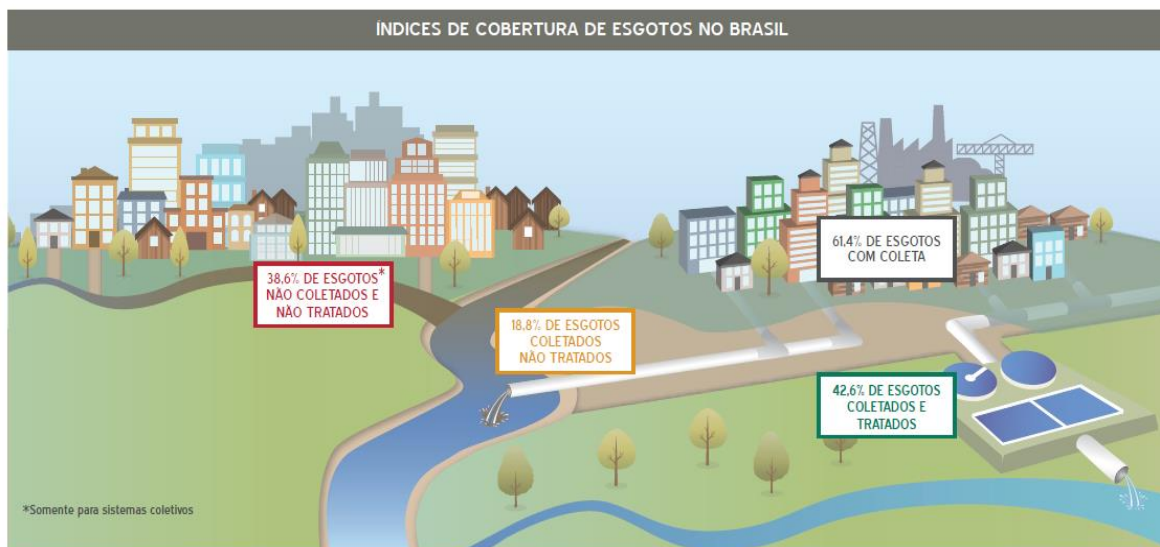 ÍNDICES DE COBERTURA DE ESGOTOS NO BRASIL
61,4% DE ESGOTOS
COM COLETA
38,6% DE ESGOTOS*
NÃO COLETADOS E
NÃO TRATADOS
18,8% DE ESGOTOS
COLETADOS
NÃO TRATADOS
42,6% DE ESGOTOS
COLETADOS E
TRATADOS
*Somente para sistemas coletivos